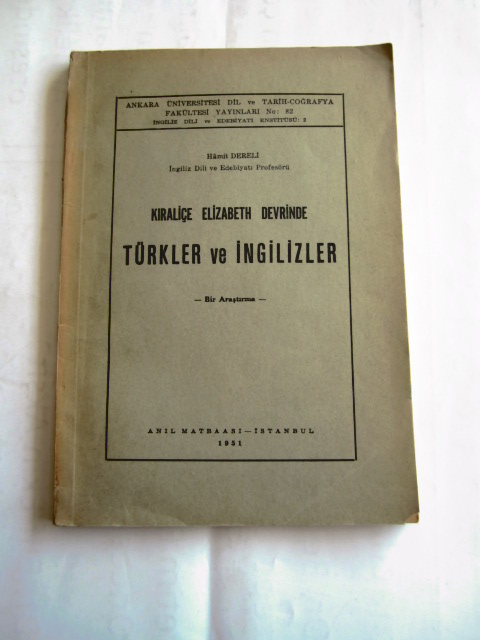 ANKARA ÜNİVERSİTESİ DİL ve TARİH-COĞRAFYA
FAKÜLTESİ YAYINLARI No: 82
İNGİLİZ DİLİ ve EDEBİYATI ENSTİTÜSÜ: 2
Hâmit DERELİ
İngiliz Dili ve Edebiyatı Profesörü
KIRALİÇE ELİZABETH DEVRİNDE
TÜRKLER ve İNGİLİZLER
— Bir Araştırma —
ANIL MATBAASI—İSTANBUL
1951